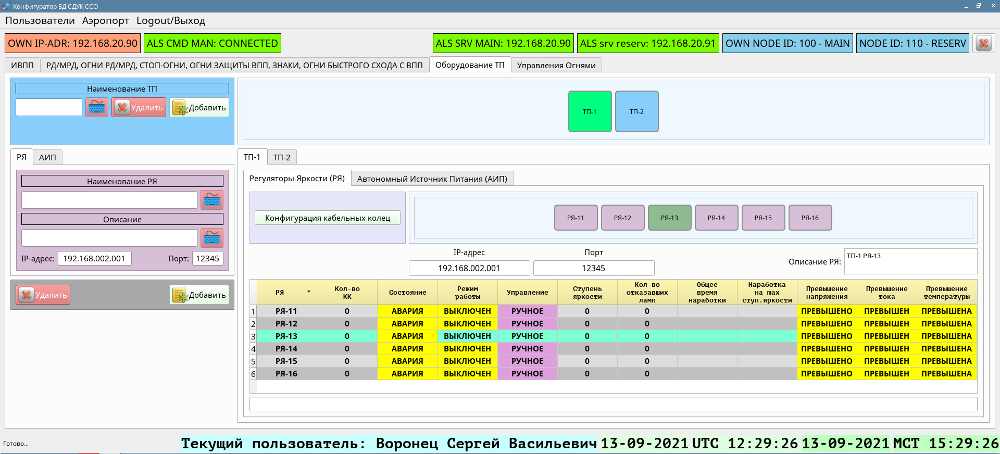 Конфигуратор БД СДУК ССО
Пользователи Аэропорт Logout/Выход
OWN IP-ADR: 192.168.20.90 ALS CMD MAN: CONNECTED ALS SRV MAIN: 192.168.20.90 ALS srv reserv: 192.168.20.91 OWN NODE ID: 100 - MAIN NODE ID: 110 - RESERV
ИВПП РД/МРД, ОГНИ РД/МРД, СТОП-ОГНИ, ОГНИ ЗАЩИТЫ ВПП, ЗНАКИ, ОГНИ БЫСТРОГО СХОДА С ВПП Оборудование ТП Управления Огнями
Наименование ТП
Удалить Добавить
ТП-1 ТП-2
РЯ АИП
Наименование РЯ
Описание
IP-адрес: 192.168.002.001 Порт: 12345
Удалить Добавить
ТП-1 ТП-2
Регуляторы Яркости (РЯ) Автономный Источник Питания (АИП)
Конфигурация кабельных колец
РЯ-11 РЯ-12 РЯ-13 РЯ-14 РЯ-15 РЯ-16
IP-адрес Порт
192.168.002.001 12345
Описание РЯ: ТП-1 РЯ-13
РЯ Кол-во КК Состояние Режим работы Управление Ступень яркости Кол-во отказавших ламп Общее время наработки Наработка на max ступ.яркости Превышение напряжения Превышение тока Превышение температуры
1 РЯ-11 0 АВАРИЯ ВЫКЛЮЧЕН РУЧНОЕ 0 0 ПРЕВЫШЕНО ПРЕВЫШЕН ПРЕВЫШЕНА
2 РЯ-12 0 АВАРИЯ ВЫКЛЮЧЕН РУЧНОЕ 0 0 ПРЕВЫШЕНО ПРЕВЫШЕН ПРЕВЫШЕНА
3 РЯ-13 0 АВАРИЯ ВЫКЛЮЧЕН РУЧНОЕ 0 0 ПРЕВЫШЕНО ПРЕВЫШЕН ПРЕВЫШЕНА
4 РЯ-14 0 АВАРИЯ ВЫКЛЮЧЕН РУЧНОЕ 0 0 ПРЕВЫШЕНО ПРЕВЫШЕН ПРЕВЫШЕНА
5 РЯ-15 0 АВАРИЯ ВЫКЛЮЧЕН РУЧНОЕ 0 0 ПРЕВЫШЕНО ПРЕВЫШЕН ПРЕВЫШЕНА
6 РЯ-16 0 АВАРИЯ ВЫКЛЮЧЕН РУЧНОЕ 0 0 ПРЕВЫШЕНО ПРЕВЫШЕН ПРЕВЫШЕНА
Готово... Текущий пользователь: Воронец Сергей Васильевич 13-09-2021 UTC 12:29:26 13-09-2021 МСТ 15:29:26